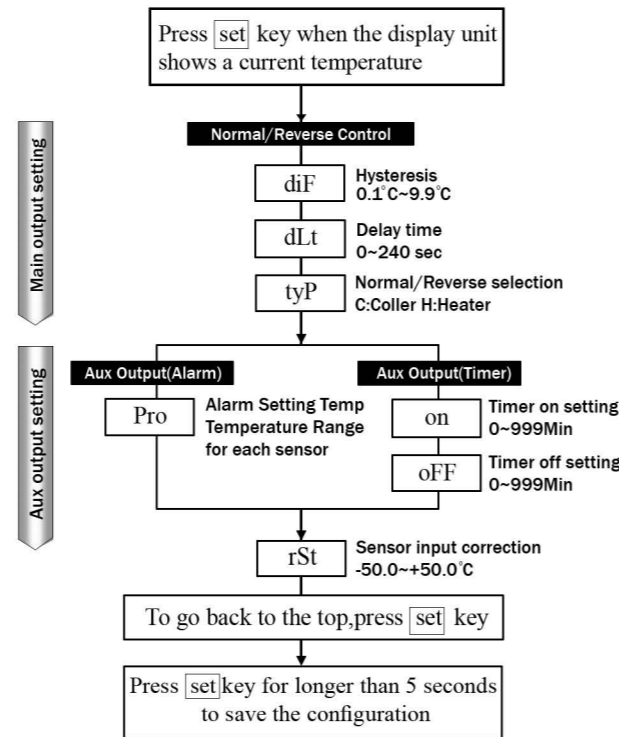 Press set key when the display unit
shows a current temperature
Main output setting
Normal/Reverse Control
diF
Hysteresis
0.1°C~9.9°C
dLt
Delay time
0~240 sec
tyP
Normal/Reverse selection
C:Coller H:Heater
Aux output setting
Aux Output(Alarm)
Pro
Alarm Setting Temp
Temperature Range
for each sensor
Aux Output(Timer)
on
Timer on setting
0~999Min
oFF
Timer off setting
0~999Min
rSt
Sensor input correction
-50.0~+50.0°C
To go back to the top,press set key
Press set key for longer than 5 seconds
to save the configuration